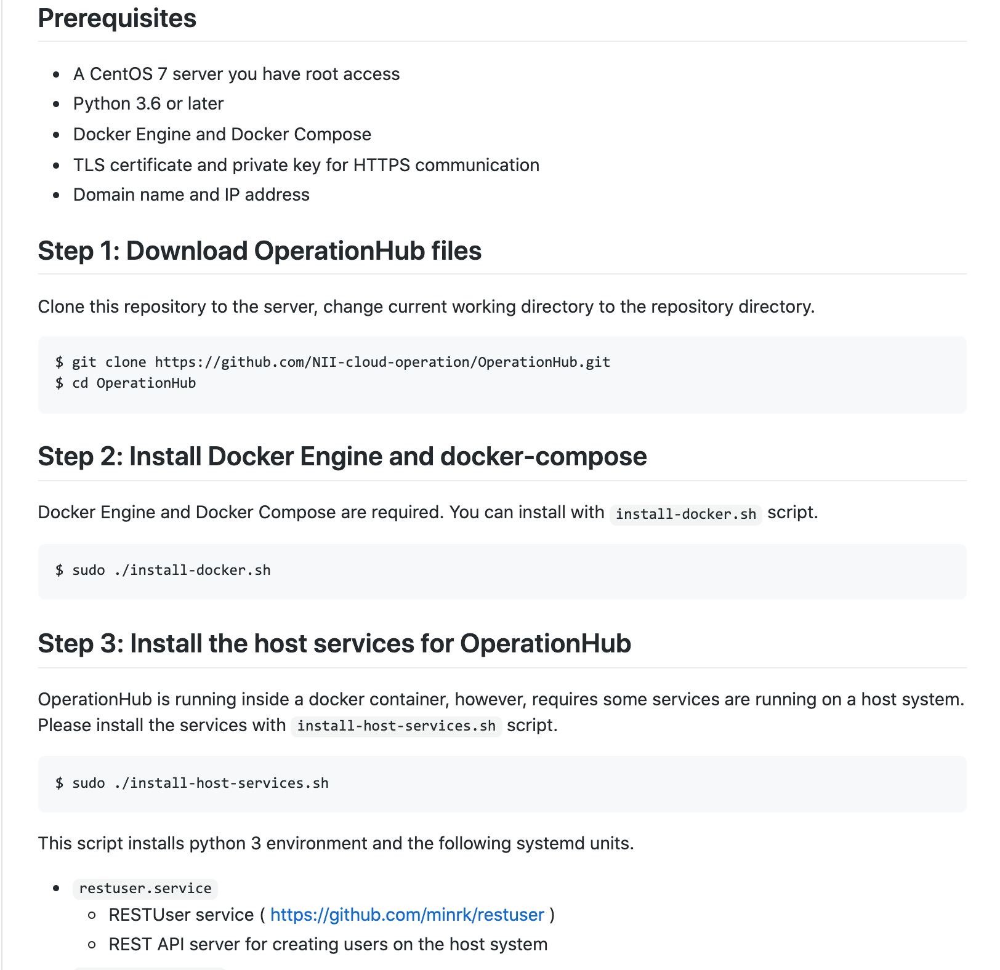 Prerequisites
• A CentOS 7 server you have root access
• Python 3.6 or later
• Docker Engine and Docker Compose
• TLS certificate and private key for HTTPS communication
• Domain name and IP address
Step 1: Download OperationHub files
Clone this repository to the server, change current working directory to the repository directory.
$ git clone https://github.com/NII-cloud-operation/OperationHub.git
$ cd OperationHub
Step 2: Install Docker Engine and docker-compose
Docker Engine and Docker Compose are required. You can install with install-docker.sh script.
$ sudo ./install-docker.sh
Step 3: Install the host services for OperationHub
OperationHub is running inside a docker container, however, requires some services are running on a host system.
Please install the services with install-host-services.sh script.
$ sudo ./install-host-services.sh
This script installs python 3 environment and the following systemd units.
• restuser.service
◦ RESTUser service ( https://github.com/minrk/restuser )
◦ REST API server for creating users on the host system